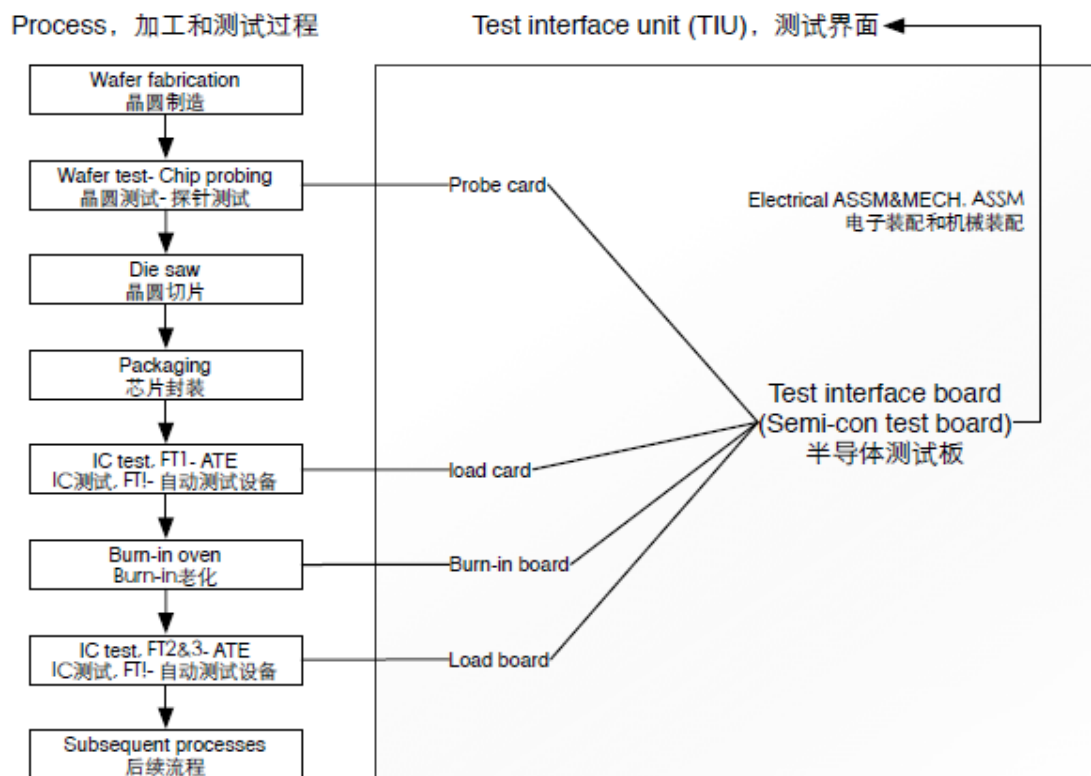 Process，加工和测试过程
Test interface unit (TIU)，测试界面
Wafer fabrication
晶圆制造
Wafer test- Chip probing
晶圆测试- 探针测试
Probe card
Electrical ASSM&MECH. ASSM
电子装配和机械装配
Die saw
晶圆切片
Packaging
芯片封装
Test interface board
(Semi-con test board)
半导体测试板
IC test, FT1- ATE
IC测试, FT!- 自动测试设备
load card
Burn-in oven
Burn-in老化
Burn-in board
IC test, FT2&3- ATE
IC测试, FT!- 自动测试设备
Load board
Subsequent processes
后续流程